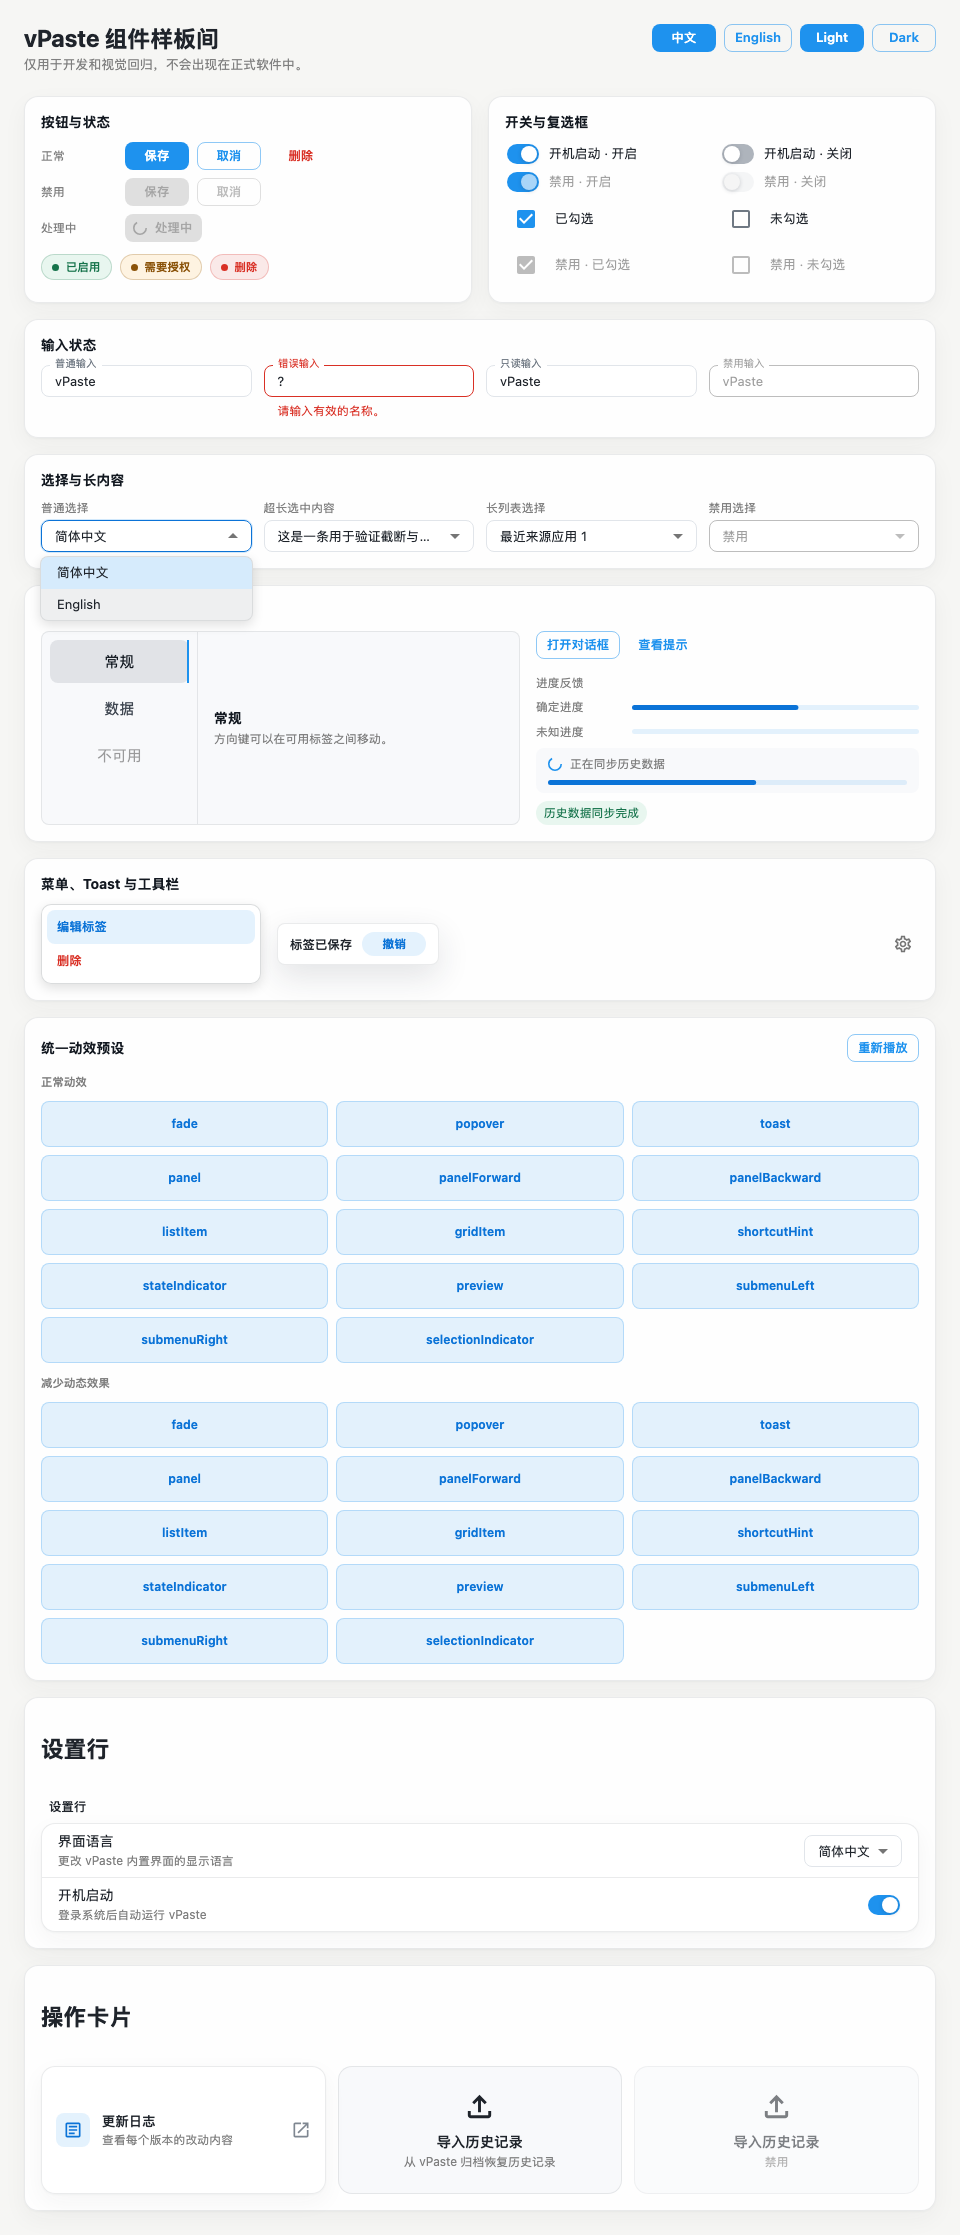 vPaste 组件样板间
仅用于开发和视觉回归，不会出现在正式软件中。
中文
English
Light
Dark
按钮与状态
正常
保存
取消
删除
禁用
保存
取消
处理中
处理中
已启用
需要授权
删除
开关与复选框
开机启动 · 开启
开机启动 · 关闭
禁用 · 开启
禁用 · 关闭
已勾选
未勾选
禁用 · 已勾选
禁用 · 未勾选
输入状态
普通输入
vPaste
错误输入
?
请输入有效的名称。
只读输入
vPaste
禁用输入
vPaste
选择与长内容
普通选择
简体中文
超长选中内容
这是一条用于验证截断与...
长列表选择
最近来源应用 1
禁用选择
禁用
简体中文
English
常规
数据
不可用
常规
方向键可以在可用标签之间移动。
打开对话框
查看提示
进度反馈
确定进度
未知进度
正在同步历史数据
历史数据同步完成
菜单、Toast 与工具栏
编辑标签
删除
标签已保存
撤销
统一动效预设
重新播放
正常动效
fade
popover
toast
panel
panelForward
panelBackward
listItem
gridItem
shortcutHint
stateIndicator
preview
submenuLeft
submenuRight
selectionIndicator
减少动态效果
fade
popover
toast
panel
panelForward
panelBackward
listItem
gridItem
shortcutHint
stateIndicator
preview
submenuLeft
submenuRight
selectionIndicator
设置行
设置行
界面语言
更改 vPaste 内置界面的显示语言
简体中文
开机启动
登录系统后自动运行 vPaste
操作卡片
更新日志
查看每个版本的改动内容
导入历史记录
从 vPaste 归档恢复历史记录
导入历史记录
禁用